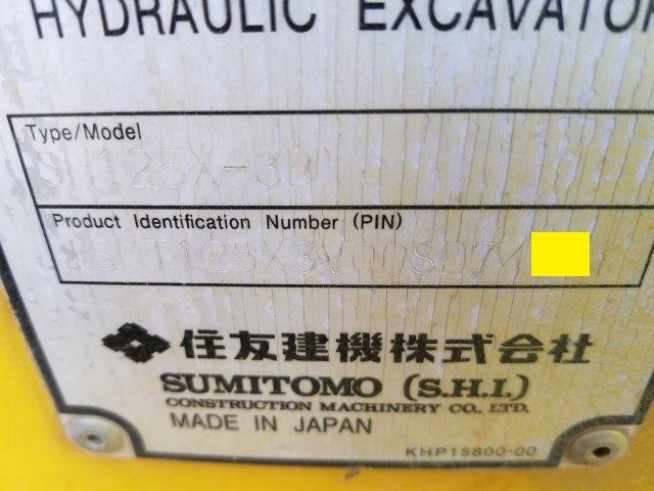 HYDRAULIC EXCAVATOR
Type/Model
SH125X-3B
Product Identification Number (PIN)
住友建機株式会社
SUMITOMO (S.H.I.)
CONSTRUCTION MACHINERY CO., LTD.
MADE IN JAPAN
KHP15800-00